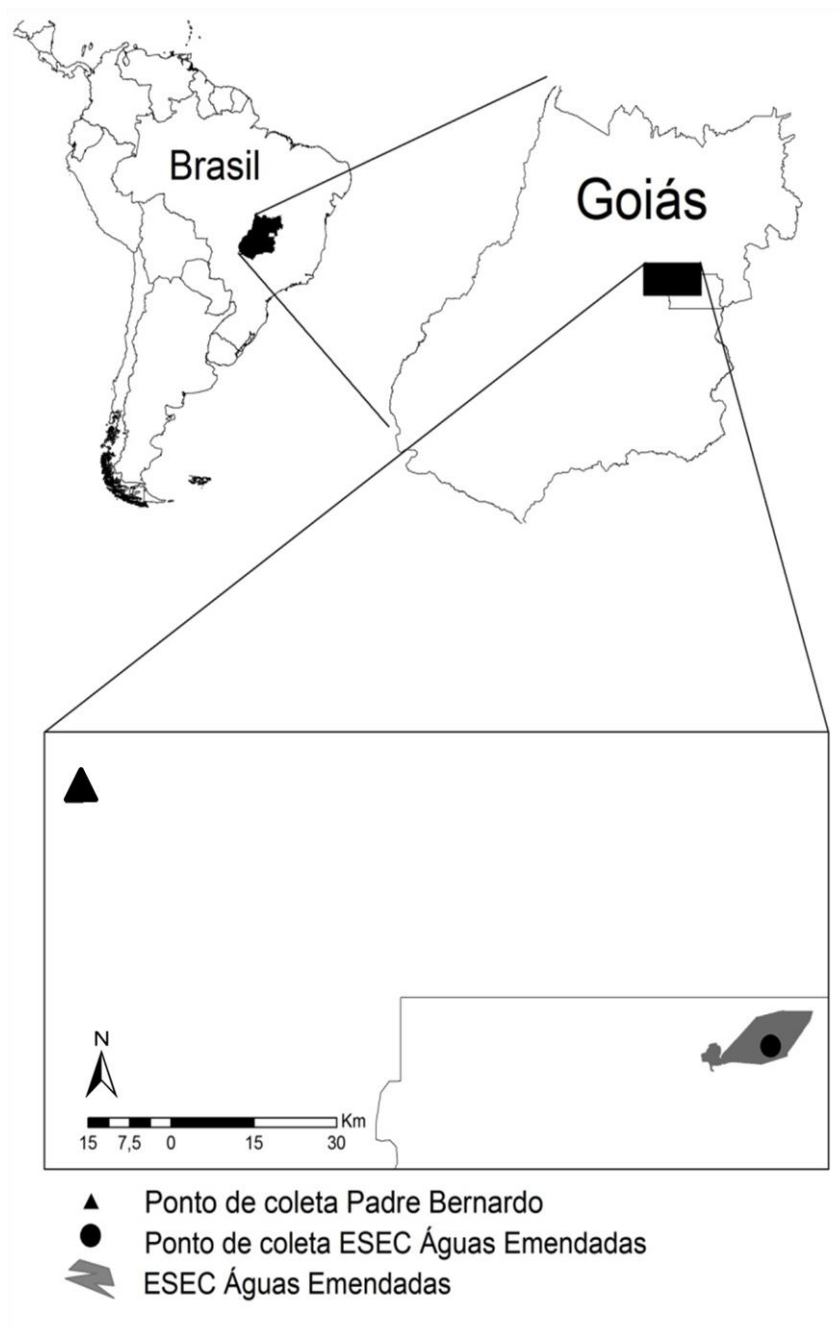 Brasil
Goiás
N
Km
15 7,5 0 15 30
Ponto de coleta Padre Bernardo
Ponto de coleta ESEC Águas Emendadas
ESEC Águas Emendadas